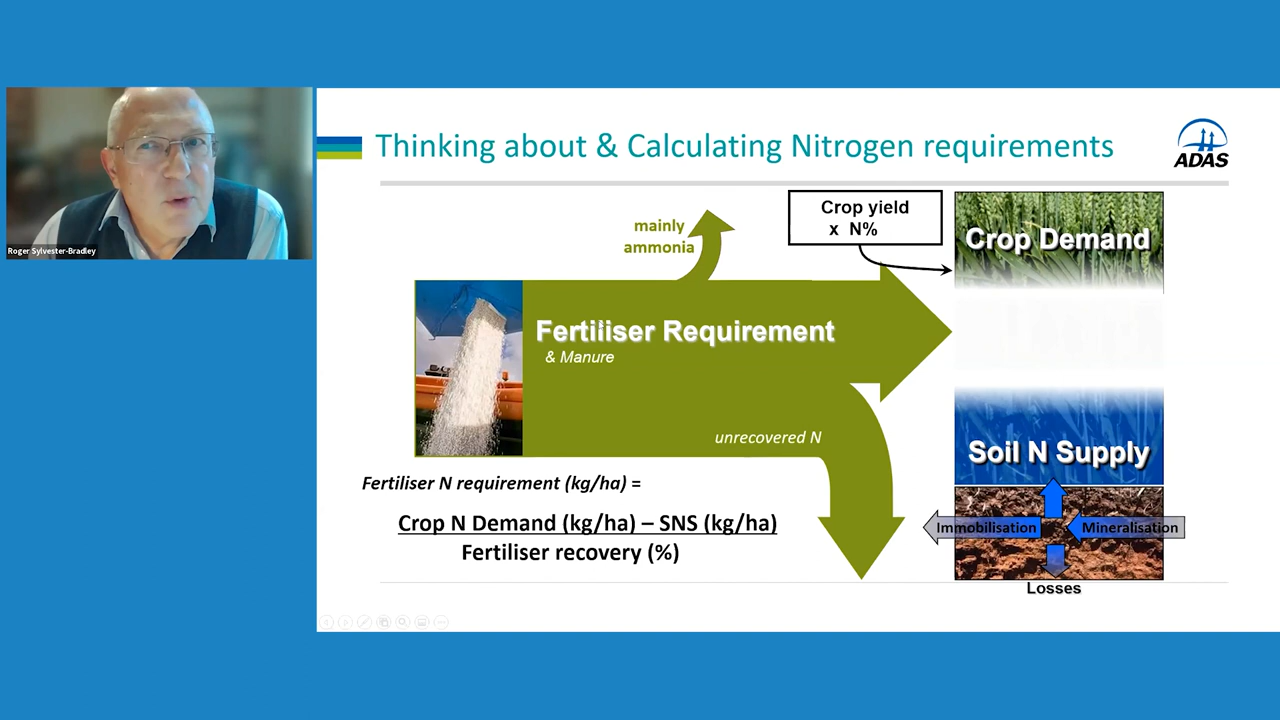 Roger Sylvester-Bradley
Thinking about & Calculating Nitrogen requirements
ADAS
mainly
ammonia
Crop yield
x N%
Crop Demand
Fertiliser Requirement
& Manure
unrecovered N
Soil N Supply
Fertiliser N requirement (kg/ha) =
Crop N Demand (kg/ha) – SNS (kg/ha)
Fertiliser recovery (%)
Immobilisation
Mineralisation
Losses